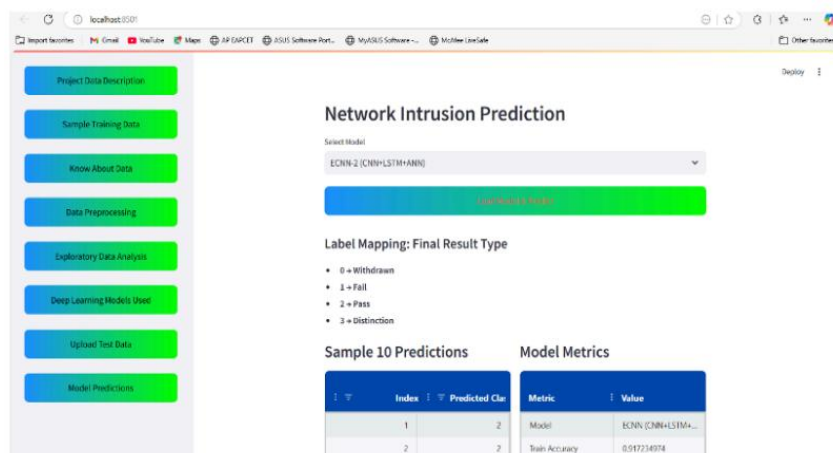 localhost:8501
Import favorites
Gmail
YouTube
Maps
AP EAPCET
ASUS Software Port...
MyASUS Software -...
McAfee LiveSafe
Other favorites
Deploy
Project Data Description
Sample Training Data
Know About Data
Data Preprocessing
Exploratory Data Analysis
Deep Learning Models Used
Upload Test Data
Model Predictions
Network Intrusion Prediction
Select Model
ECNN-2 (CNN+LSTM+ANN)
Label Mapping: Final Result Type
0 → Withdrawn
1 → Fail
2 → Pass
3 → Distinction
Sample 10 Predictions
Index Predicted Clas
1 2
2 2
Model Metrics
Metric Value
Model ECNN (CNN+LSTM+...
Train Accuracy 0.917234974